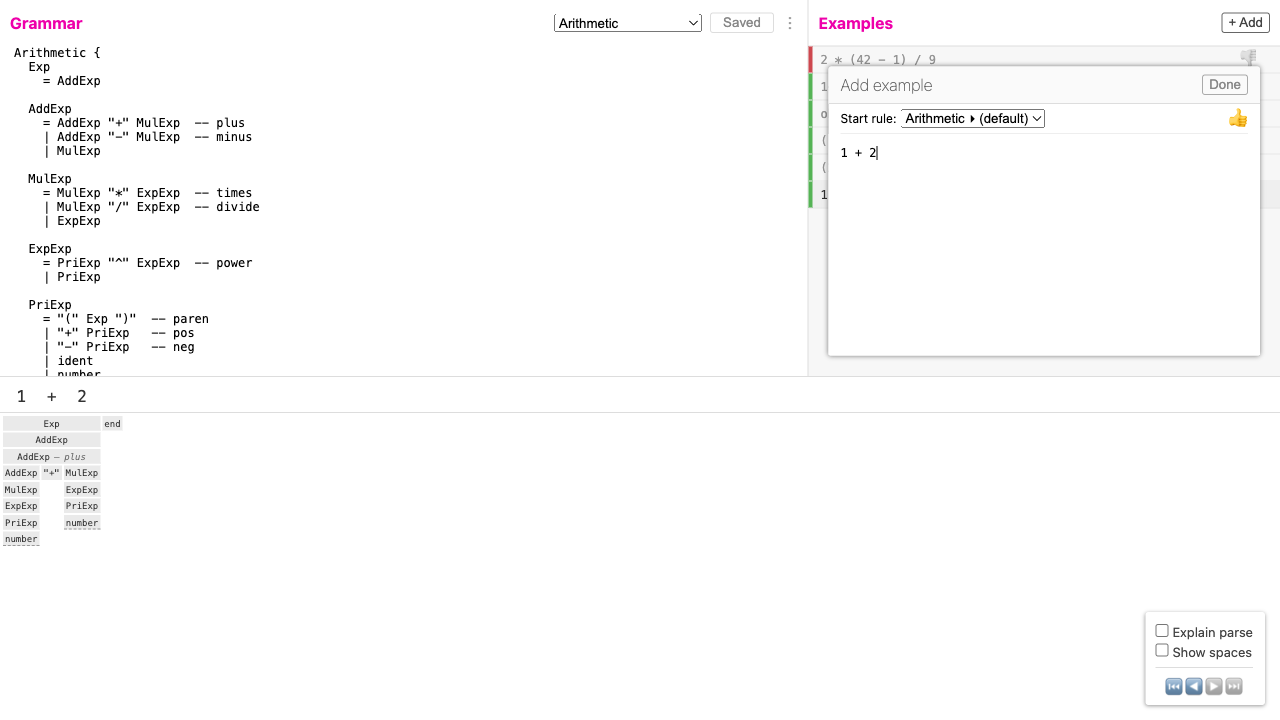 Grammar
Arithmetic
Saved
Arithmetic {
  Exp
    = AddExp

  AddExp
    = AddExp "+" MulExp  -- plus
    | AddExp "-" MulExp  -- minus
    | MulExp

  MulExp
    = MulExp "*" ExpExp  -- times
    | MulExp "/" ExpExp  -- divide
    | ExpExp

  ExpExp
    = PriExp "^" ExpExp  -- power
    | PriExp

  PriExp
    = "(" Exp ")"  -- paren
    | "+" PriExp   -- pos
    | "-" PriExp   -- neg
    | ident
    | number
Examples
+ Add
2 * (42 - 1) / 9
1
(
(
1
Add example
Done
Start rule: Arithmetic ▸ (default)
1 + 2
1 + 2
Exp end
AddExp
AddExp – plus
AddExp "+" MulExp
MulExp ExpExp
ExpExp PriExp
PriExp number
number
Explain parse
Show spaces